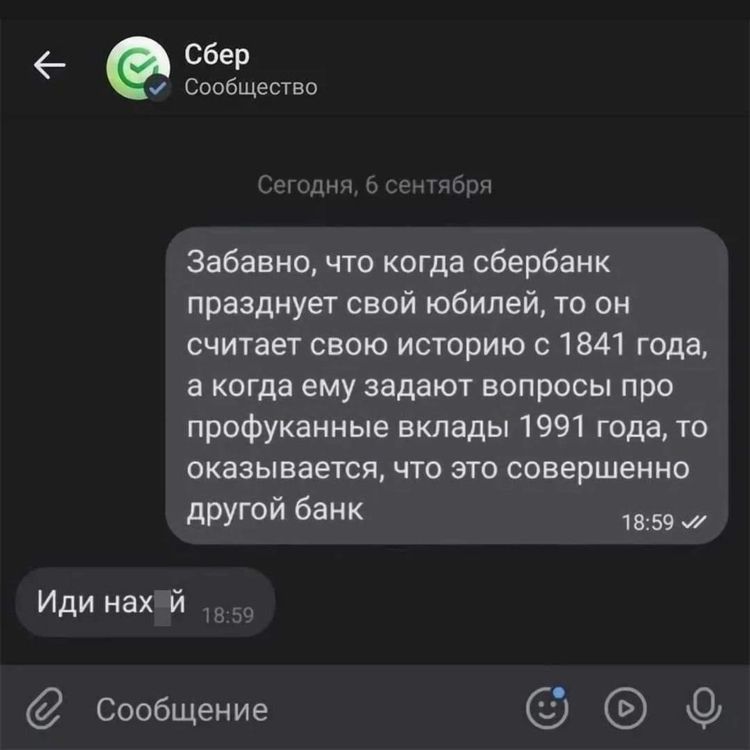 Сбер
Сообщество
Сегодня, 6 сентября
Забавно, что когда сбербанк
празднует свой юбилей, то он
считает свою историю с 1841 года,
а когда ему задают вопросы про
профуканные вклады 1991 года, то
оказывается, что это совершенно
другой банк
18:59
Иди нах й
18:59
Сообщение